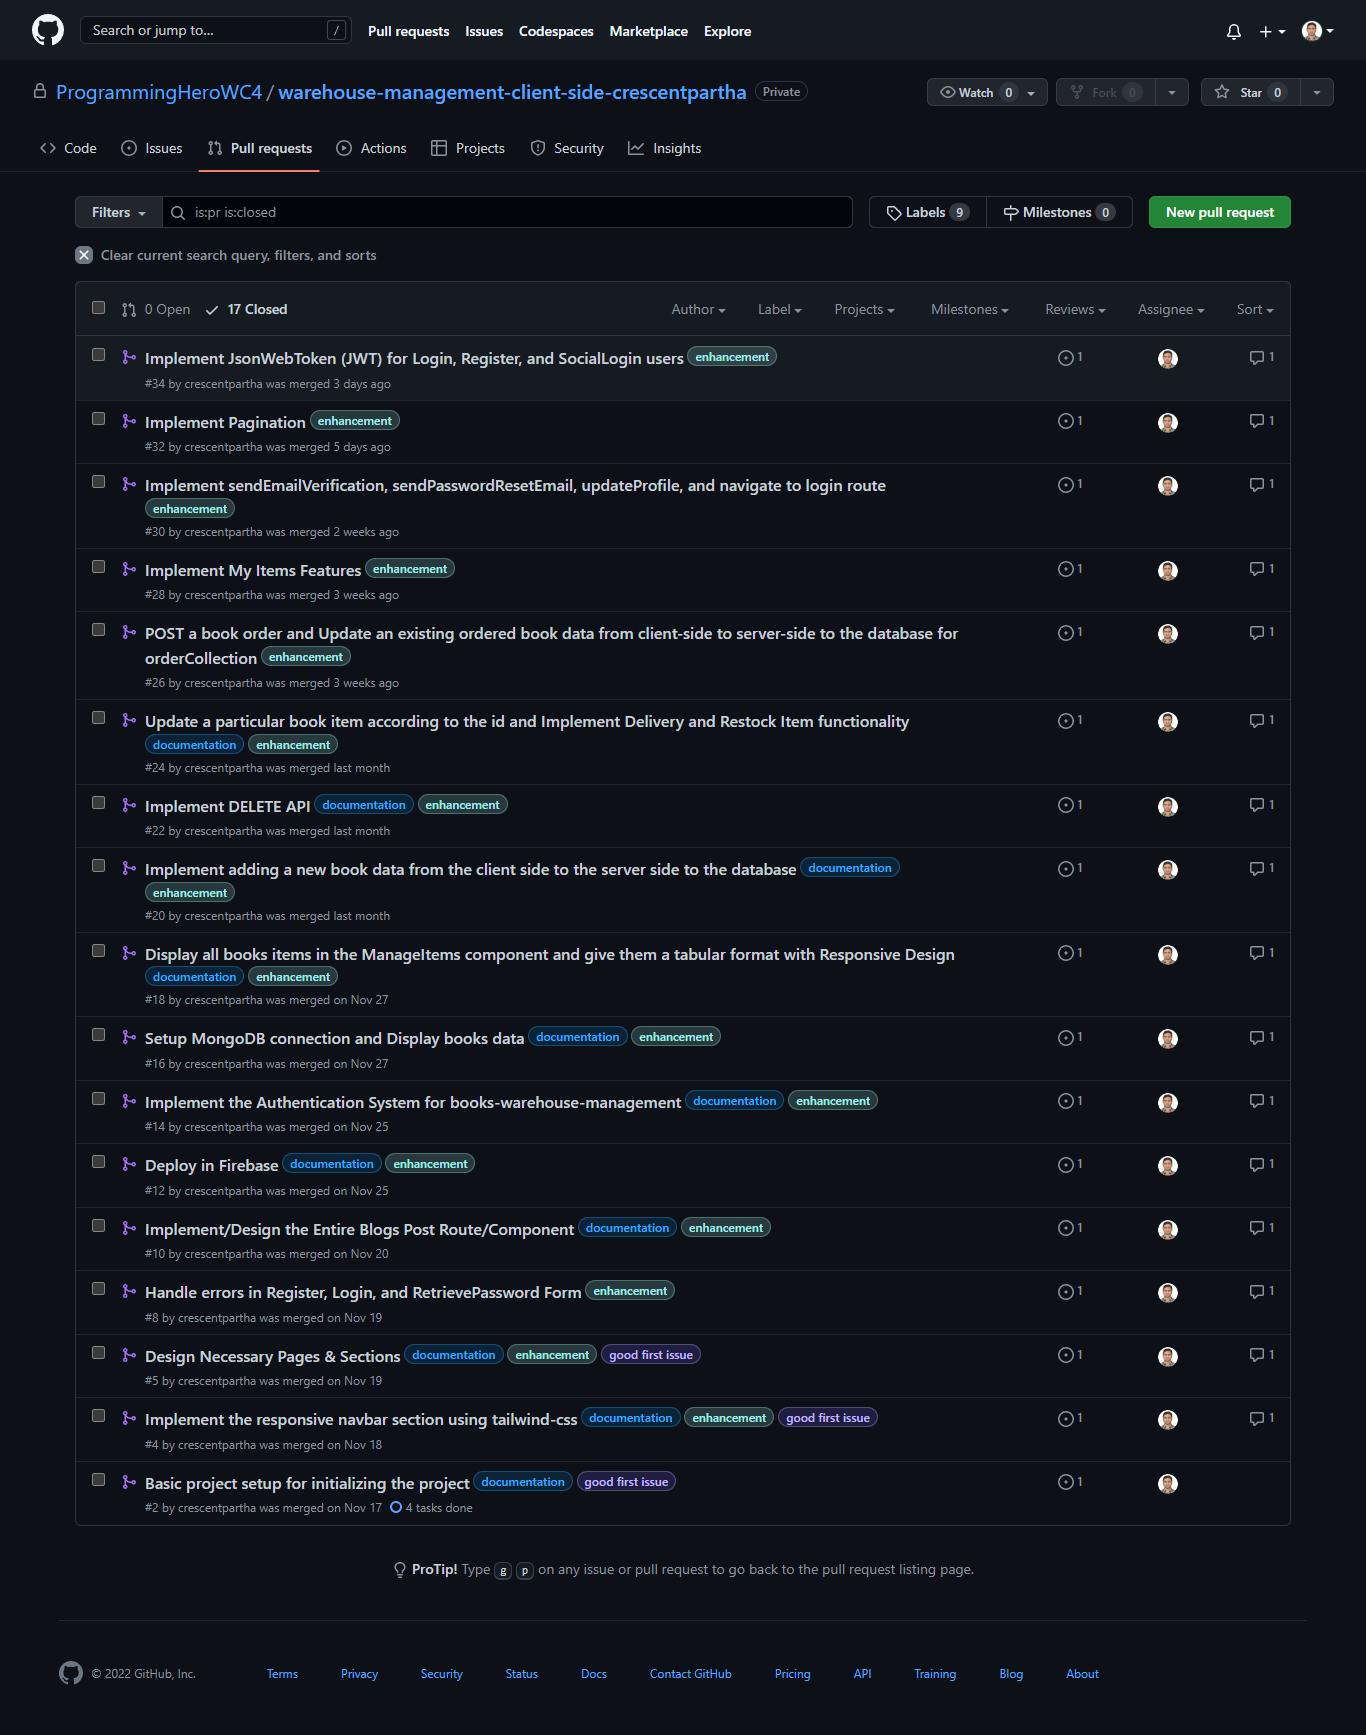 Search or jump to... /
Pull requests Issues Codespaces Marketplace Explore
ProgrammingHeroWC4 / warehouse-management-client-side-crescentpartha Private
Watch 0 Fork 0 Star 0
Code Issues Pull requests Actions Projects Security Insights
Filters is:pr is:closed Labels 9 Milestones 0 New pull request
Clear current search query, filters, and sorts
0 Open 17 Closed Author Label Projects Milestones Reviews Assignee Sort
Implement JsonWebToken (JWT) for Login, Register, and SocialLogin users enhancement 1 1
#34 by crescentpartha was merged 3 days ago
Implement Pagination enhancement 1 1
#32 by crescentpartha was merged 5 days ago
Implement sendEmailVerification, sendPasswordResetEmail, updateProfile, and navigate to login route 1 1
enhancement
#30 by crescentpartha was merged 2 weeks ago
Implement My Items Features enhancement 1 1
#28 by crescentpartha was merged 3 weeks ago
POST a book order and Update an existing ordered book data from client-side to server-side to the database for 1 1
orderCollection enhancement
#26 by crescentpartha was merged 3 weeks ago
Update a particular book item according to the id and Implement Delivery and Restock Item functionality 1 1
documentation enhancement
#24 by crescentpartha was merged last month
Implement DELETE API documentation enhancement 1 1
#22 by crescentpartha was merged last month
Implement adding a new book data from the client side to the server side to the database documentation 1 1
enhancement
#20 by crescentpartha was merged last month
Display all books items in the ManageItems component and give them a tabular format with Responsive Design 1 1
documentation enhancement
#18 by crescentpartha was merged on Nov 27
Setup MongoDB connection and Display books data documentation enhancement 1 1
#16 by crescentpartha was merged on Nov 27
Implement the Authentication System for books-warehouse-management documentation enhancement 1 1
#14 by crescentpartha was merged on Nov 25
Deploy in Firebase documentation enhancement 1 1
#12 by crescentpartha was merged on Nov 25
Implement/Design the Entire Blogs Post Route/Component documentation enhancement 1 1
#10 by crescentpartha was merged on Nov 20
Handle errors in Register, Login, and RetrievePassword Form enhancement 1 1
#8 by crescentpartha was merged on Nov 19
Design Necessary Pages & Sections documentation enhancement good first issue 1 1
#5 by crescentpartha was merged on Nov 19
Implement the responsive navbar section using tailwind-css documentation enhancement good first issue 1 1
#4 by crescentpartha was merged on Nov 18
Basic project setup for initializing the project documentation good first issue 1
#2 by crescentpartha was merged on Nov 17 4 tasks done
ProTip! Type g p on any issue or pull request to go back to the pull request listing page.
© 2022 GitHub, Inc. Terms Privacy Security Status Docs Contact GitHub Pricing API Training Blog About